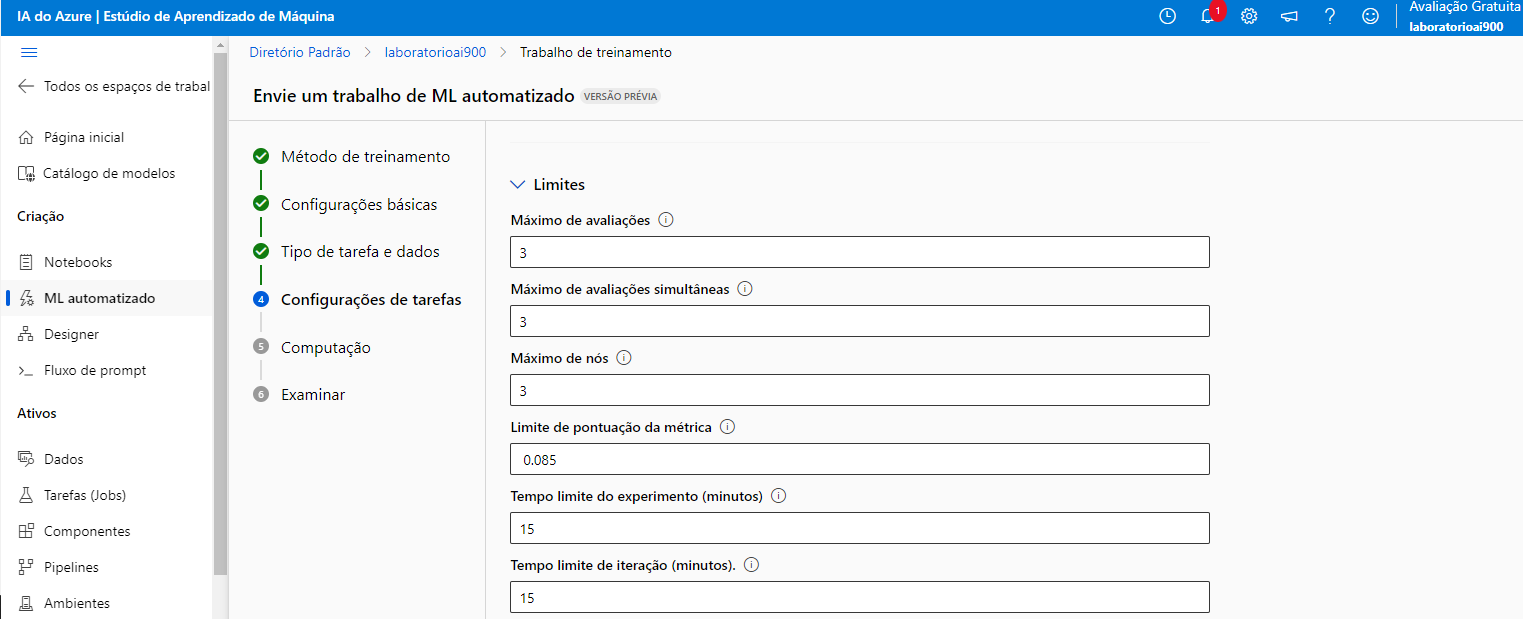 IA do Azure | Estúdio de Aprendizado de Máquina
1
Avaliação Gratuita
laboratorioai900
Todos os espaços de trabal
Página inicial
Catálogo de modelos
Criação
Notebooks
ML automatizado
Designer
Fluxo de prompt
Ativos
Dados
Tarefas (Jobs)
Componentes
Pipelines
Ambientes
Diretório Padrão > laboratorioai900 > Trabalho de treinamento
Envie um trabalho de ML automatizado VERSÃO PRÉVIA
Método de treinamento
Configurações básicas
Tipo de tarefa e dados
4 Configurações de tarefas
5 Computação
6 Examinar
Limites
Máximo de avaliações
3
Máximo de avaliações simultâneas
3
Máximo de nós
3
Limite de pontuação da métrica
0.085
Tempo limite do experimento (minutos)
15
Tempo limite de iteração (minutos).
15